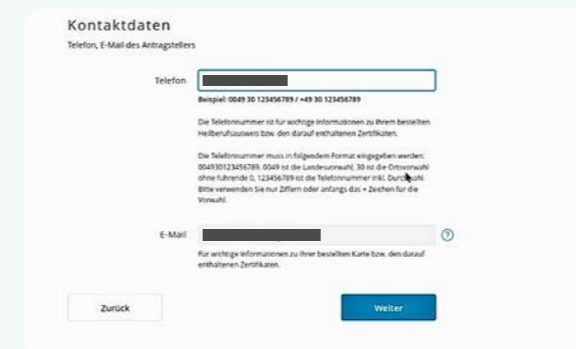 Kontaktdaten
Telefon, E-Mail des Antragstellers
Telefon
Beispiel: 0049 30 123456789 / +49 30 123456789
Die Telefonnummer ist für wichtige Informationen zu Ihrem bestellten
Heilberufsausweis bzw. den darauf enthaltenen Zertifikaten.
Die Telefonnummer muss in folgendem Format eingegeben werden:
004930123456789. 0049 ist die Landesvorwahl, 30 ist die Ortsvorwahl
ohne führende 0, 123456789 ist die Telefonnummer inkl. Durchwahl.
Bitte verwenden Sie nur Ziffern oder anfangs das + Zeichen für die
Vorwahl.
E-Mail
?
Für wichtige Informationen zu Ihrer bestellten Karte bzw. den darauf
enthaltenen Zertifikaten.
Zurück
Weiter